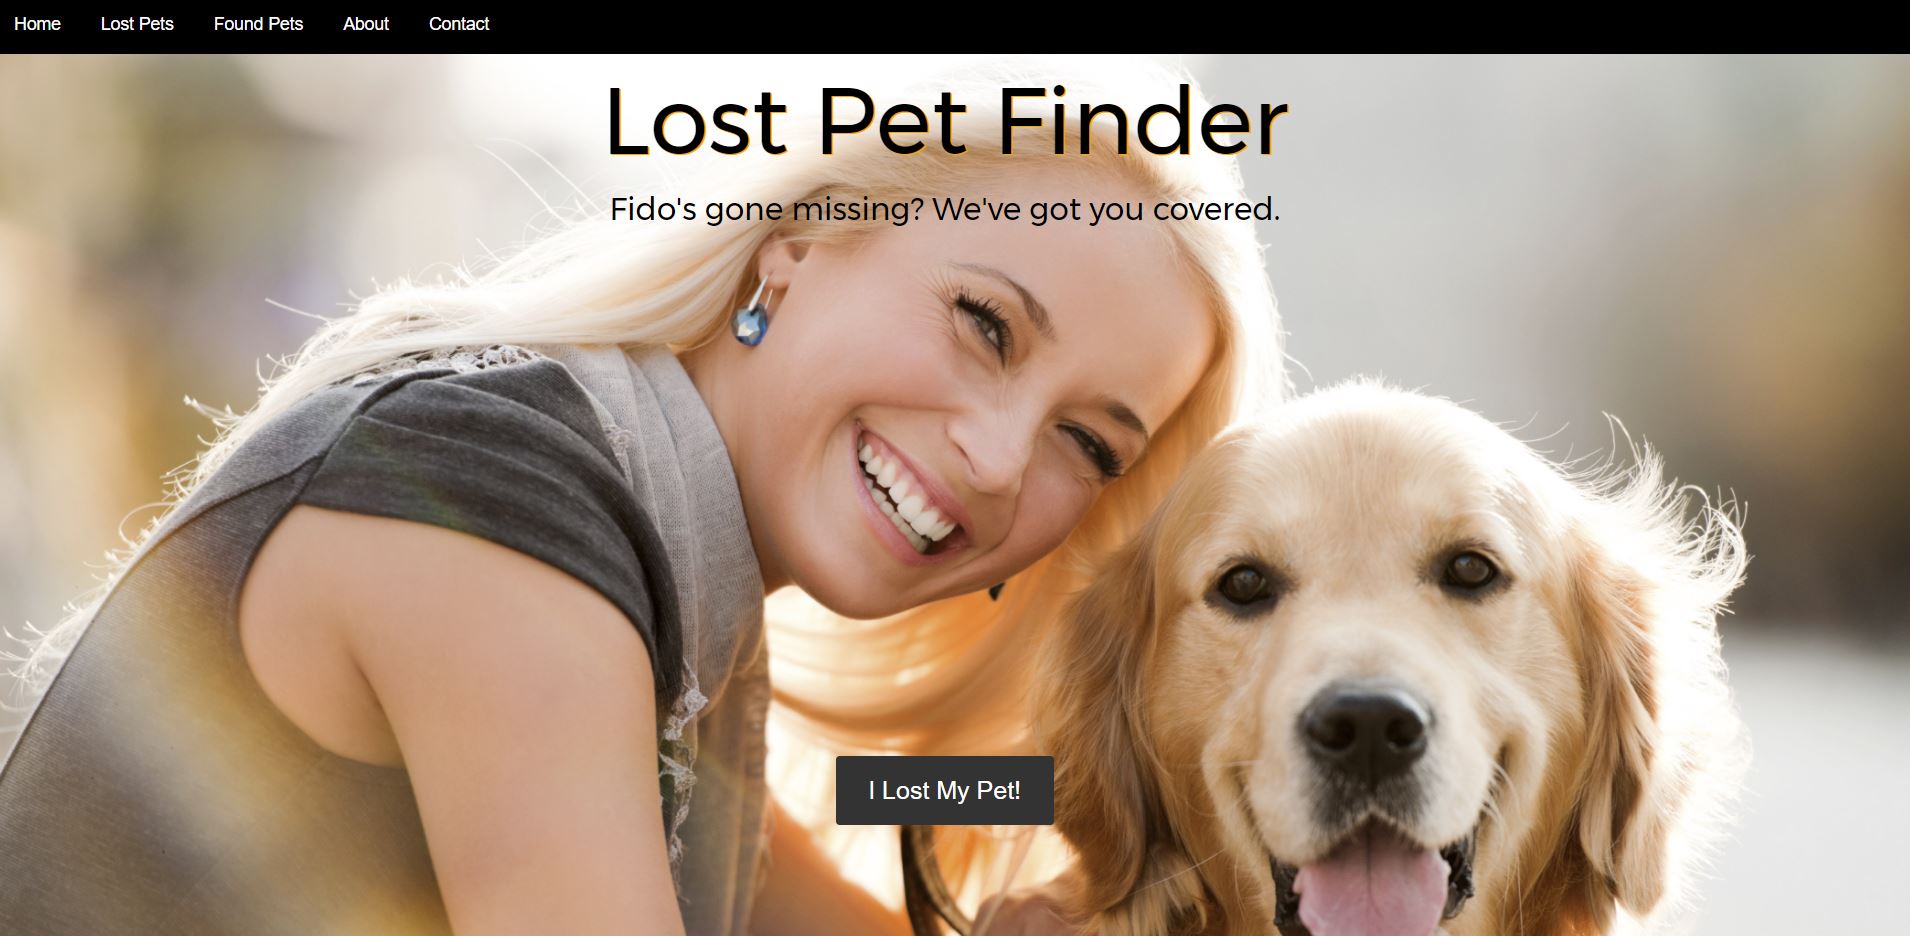 Home Lost Pets Found Pets About Contact
Lost Pet Finder
Fido's gone missing? We've got you covered.
I Lost My Pet!